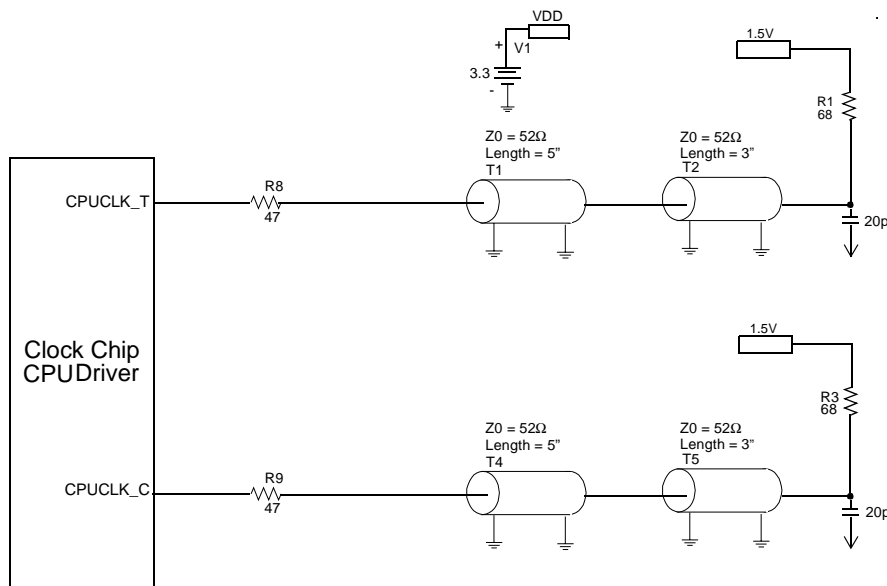 VDD
1.5V
+ V1
3.3
-
R1
68
Z0 = 52Ω
Length = 5”
T1
Z0 = 52Ω
Length = 3”
T2
CPUCLK_T
R8
47
20p
1.5V
Clock Chip
CPUDriver
R3
68
Z0 = 52Ω
Length = 5”
T4
Z0 = 52Ω
Length = 3”
T5
CPUCLK_C
R9
47
20p